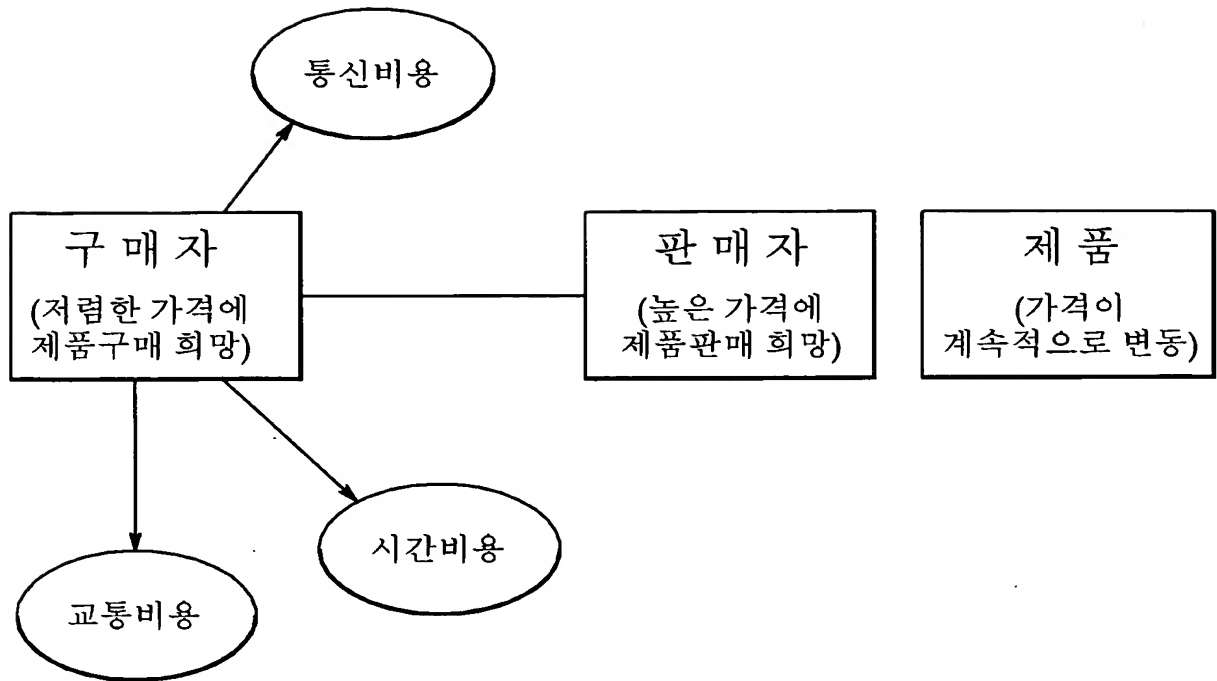 통신비용
구 매 자
(저렴한 가격에
제품구매 희망)
판 매 자
(높은 가격에
제품판매 희망)
제 품
(가격이
계속적으로 변동)
시간비용
교통비용